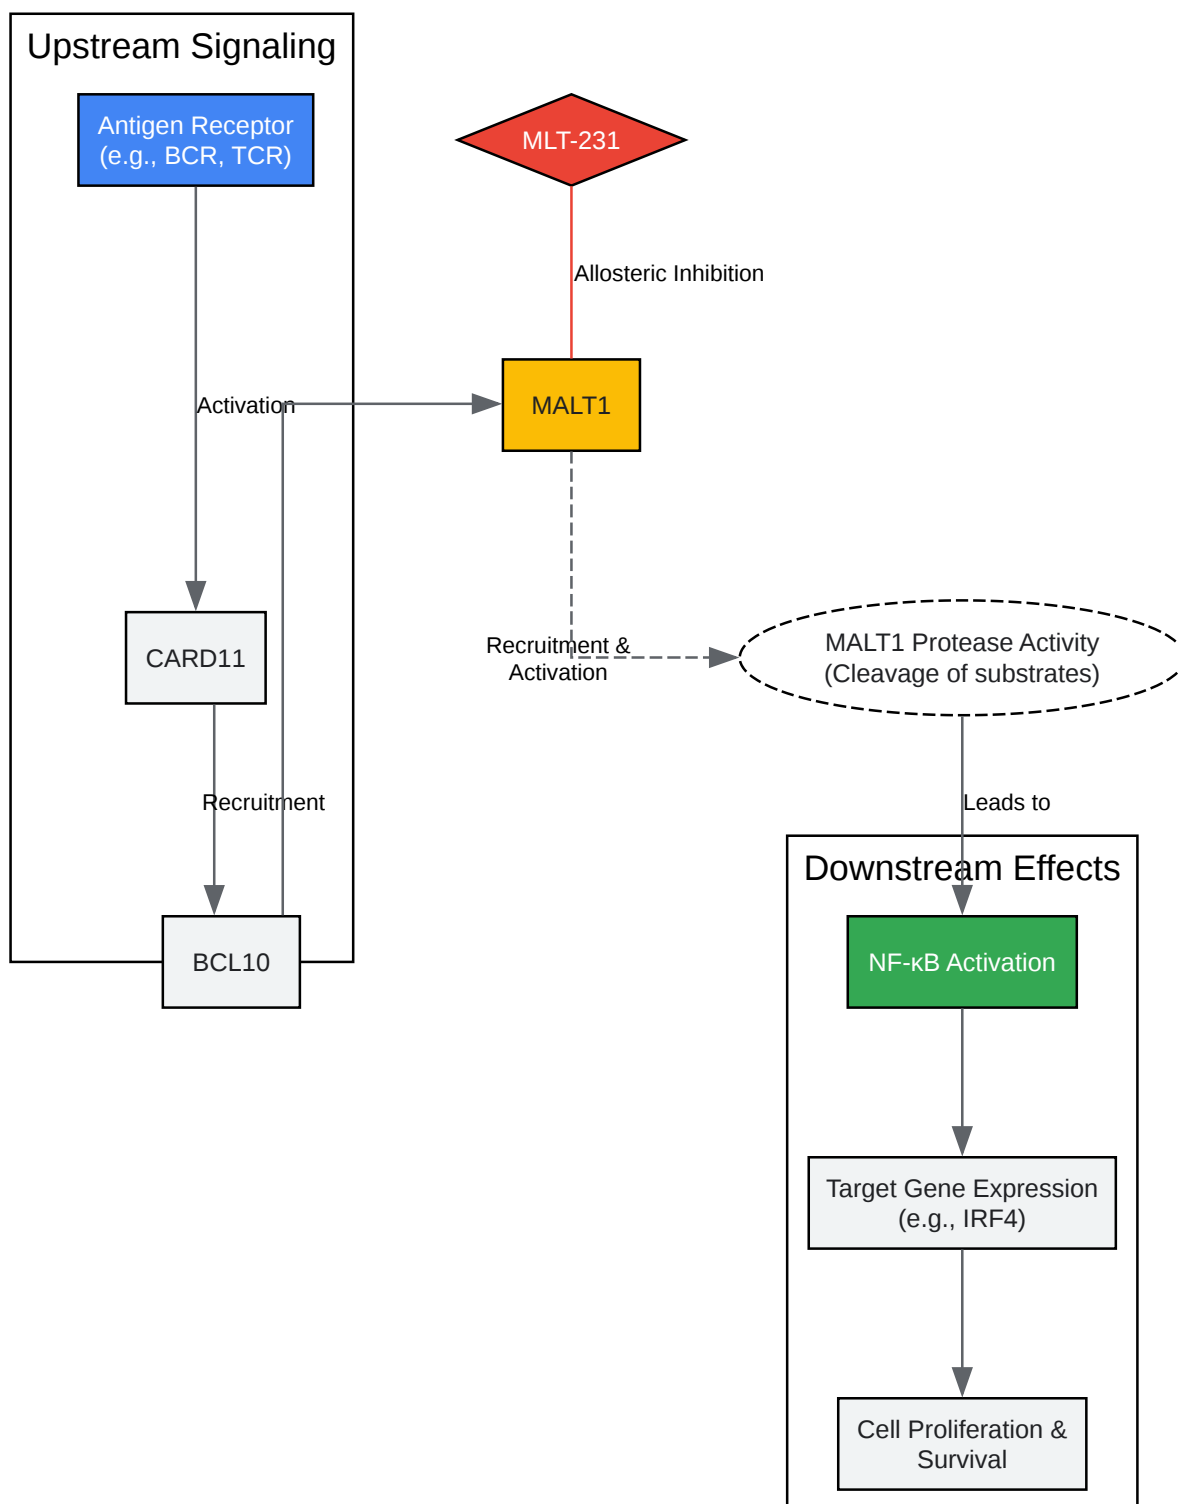 Upstream Signaling
Antigen Receptor
(e.g., BCR, TCR)
MLT-231
Allosteric Inhibition
Activation
MALT1
CARD11
Recruitment &
Activation
MALT1 Protease Activity
(Cleavage of substrates)
Recruitment
Leads to
Downstream Effects
BCL10
NF-κB Activation
Target Gene Expression
(e.g., IRF4)
Cell Proliferation &
Survival